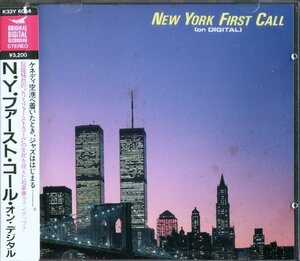 K32Y 6054
ORIGINAL
DIGITAL
RECORDING
STEREO
¥3,200
N.Y.ファースト・コール・オン・デジタル
ケネディ空港へ着いたとき、ジャズははじまる
NEW YORK FIRST CALL
(on DIGITAL)